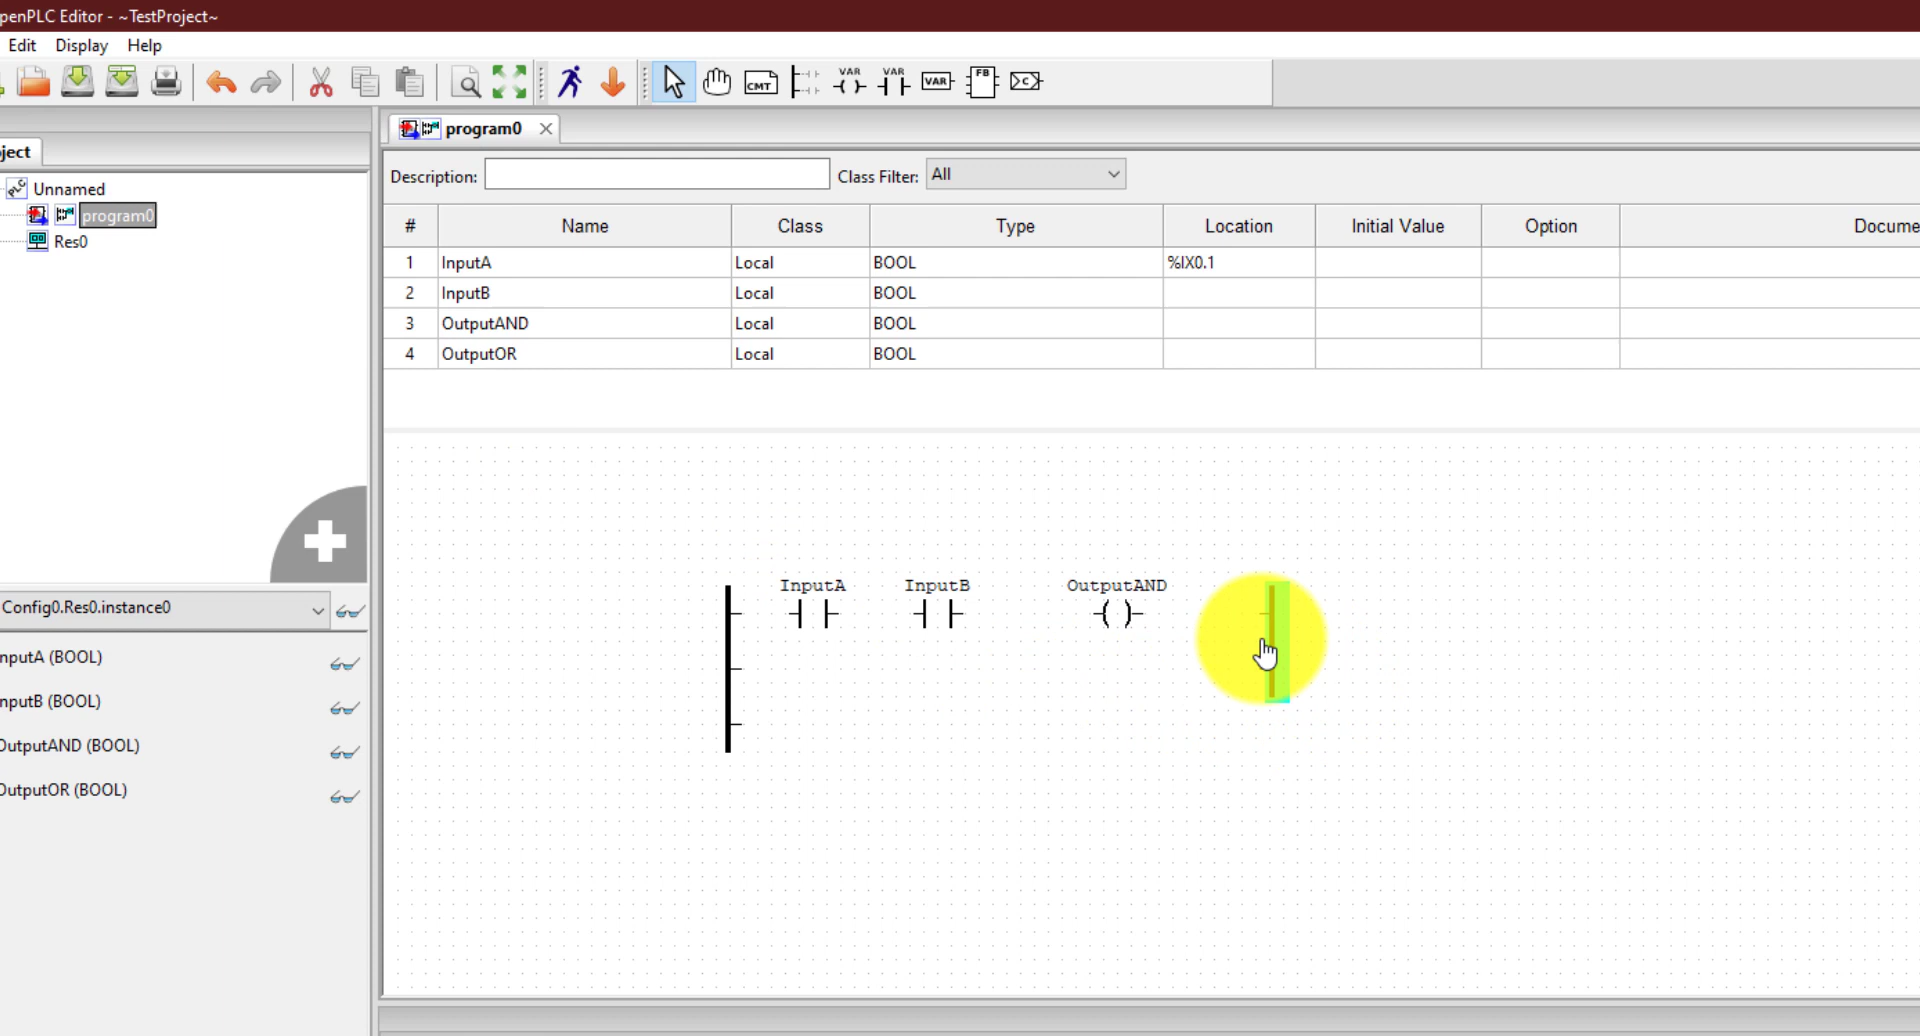 penPLC Editor - ~TestProject~
Edit Display Help
CMT VAR VAR VAR FB C
ject
program0
Description: Class Filter: All
Unnamed
program0
Res0
# Name Class Type Location Initial Value Option Docume
1 InputA Local BOOL %IX0.1
2 InputB Local BOOL
3 OutputAND Local BOOL
4 OutputOR Local BOOL
InputA InputB OutputAND
Config0.Res0.instance0
nputA (BOOL)
nputB (BOOL)
OutputAND (BOOL)
OutputOR (BOOL)